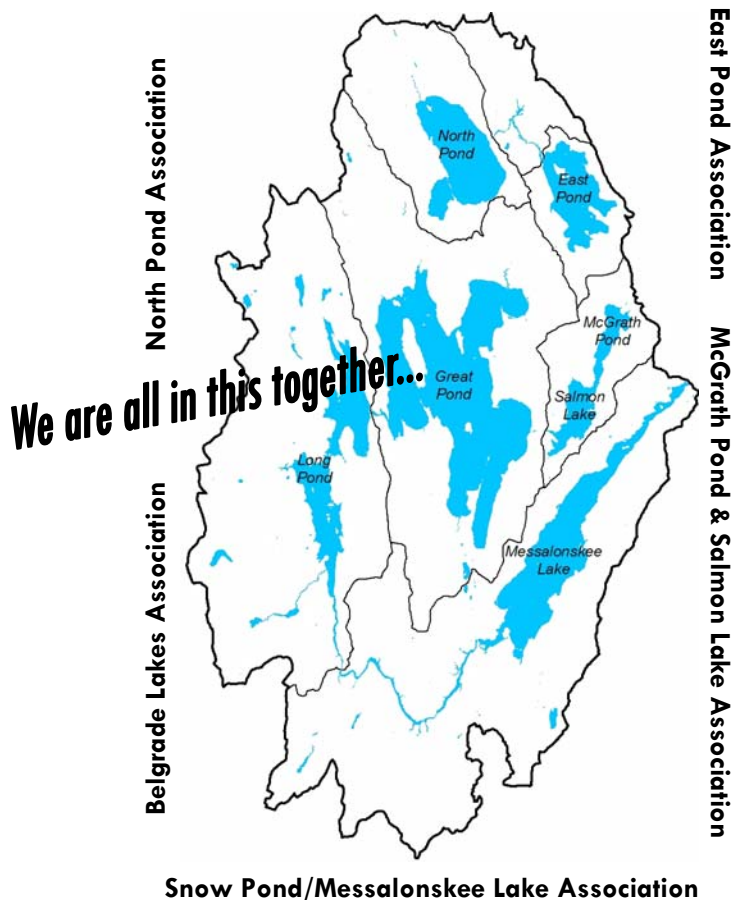 North Pond Association
East Pond Association
North
Pond
East
Pond
McGrath
Pond
We are all in this together...
Great
Pond
Salmon
Lake
Long
Pond
Messalonskee
Lake
Belgrade Lakes Association
McGrath Pond & Salmon Lake Association
Snow Pond/Messalonskee Lake Association